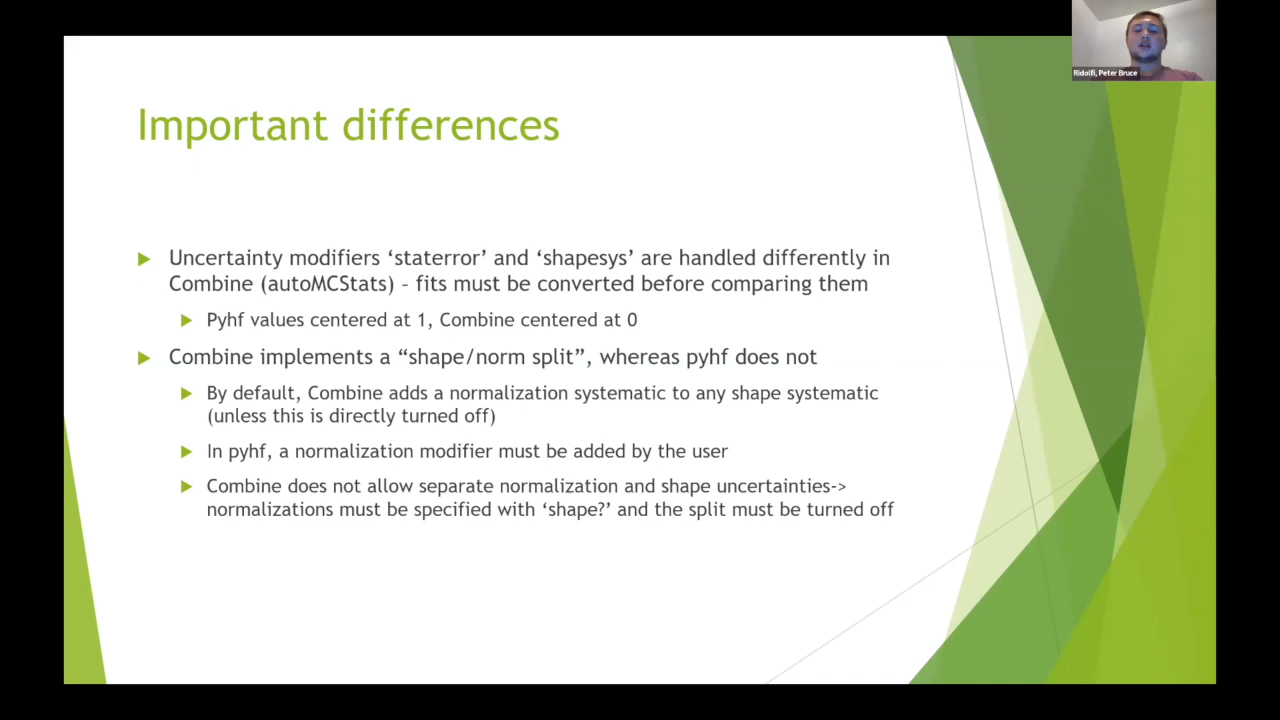 Ridolfi, Peter Bruce
Important differences
Uncertainty modifiers ‘staterror’ and ‘shapesys’ are handled differently in
Combine (autoMCStats) – fits must be converted before comparing them
Pyhf values centered at 1, Combine centered at 0
Combine implements a “shape/norm split”, whereas pyhf does not
By default, Combine adds a normalization systematic to any shape systematic
(unless this is directly turned off)
In pyhf, a normalization modifier must be added by the user
Combine does not allow separate normalization and shape uncertainties->
normalizations must be specified with ‘shape?’ and the split must be turned off